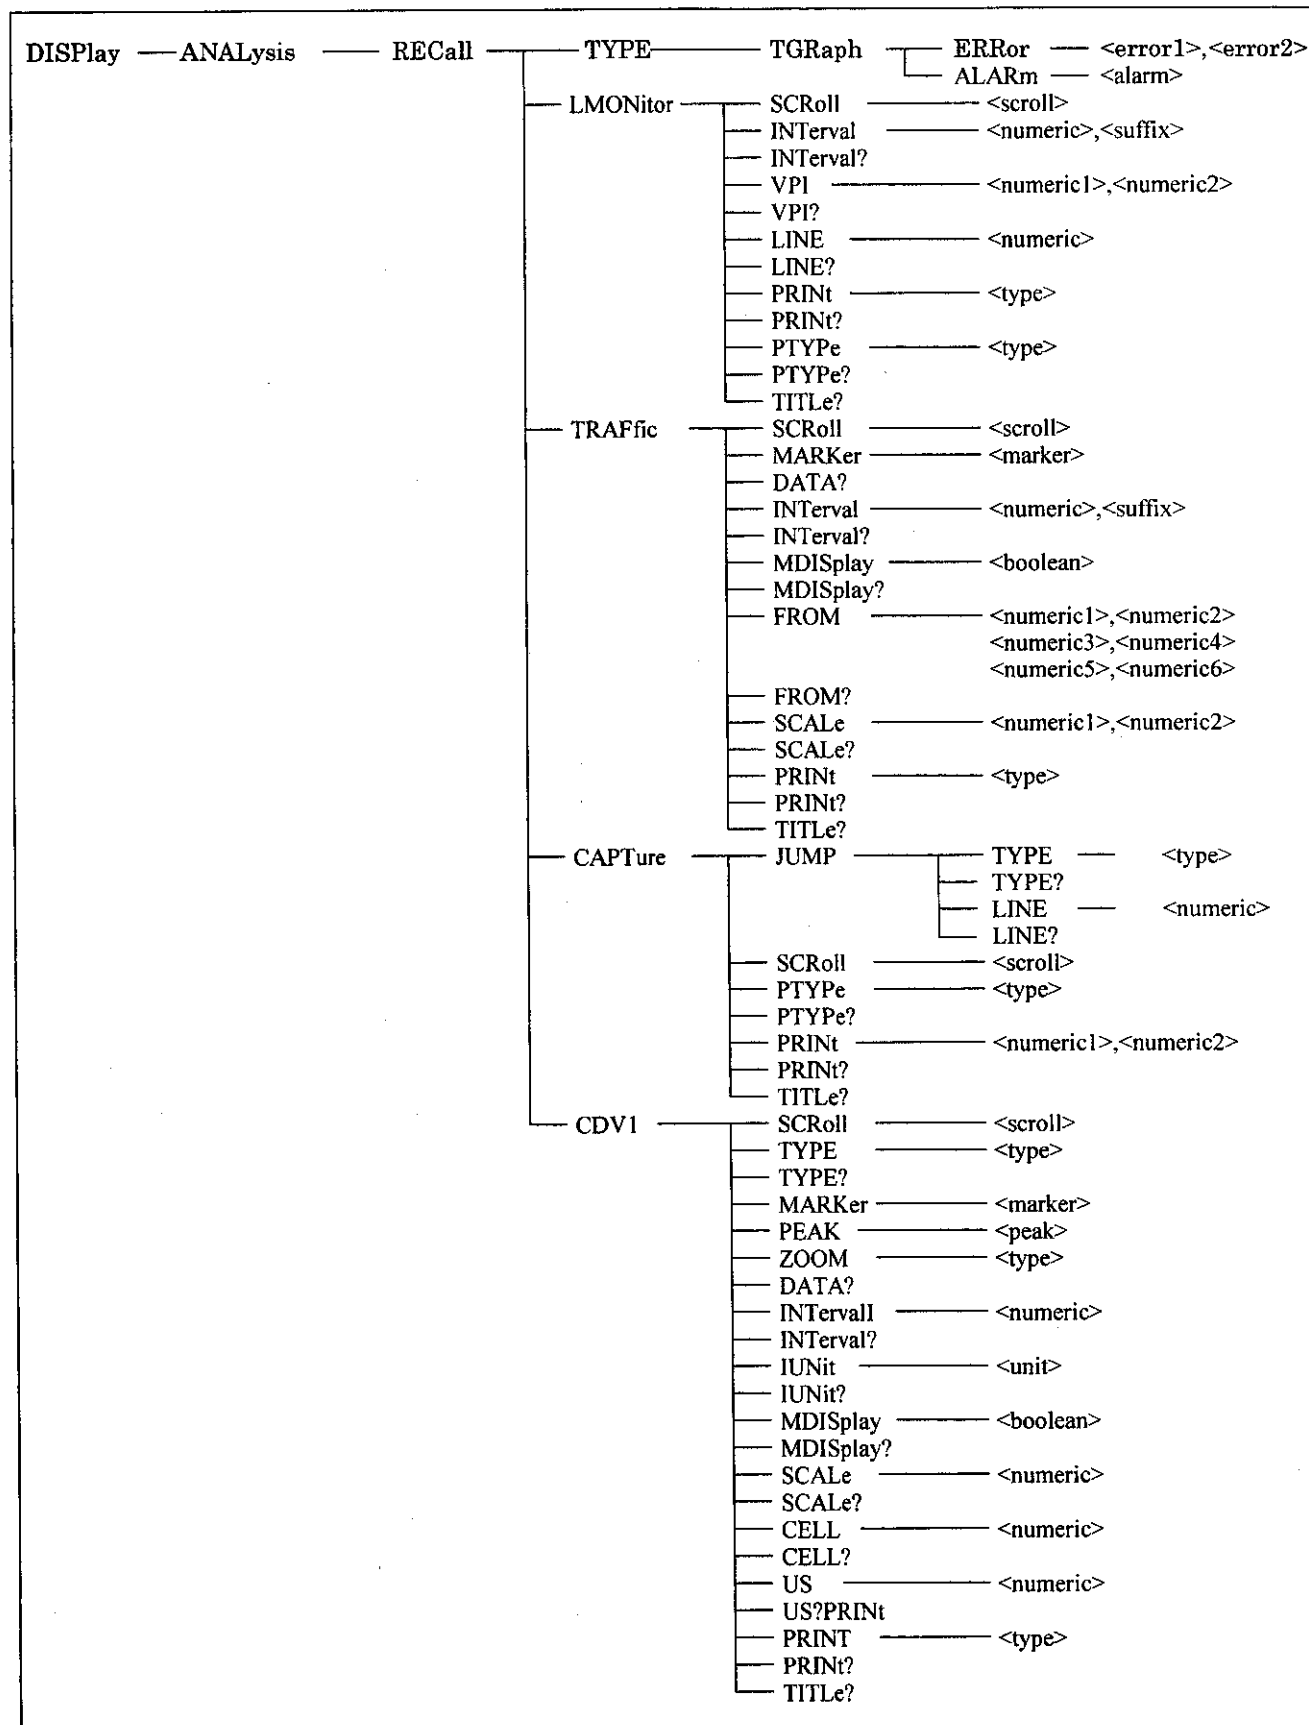 DISPlay ANALysis RECall TYPE TGRaph ERRor <error1>,<error2>
ALARm <alarm>
LMONitor SCRoll <scroll>
INTerval <numeric>,<suffix>
INTerval?
VPI <numeric1>,<numeric2>
VPI?
LINE <numeric>
LINE?
PRINt <type>
PRINt?
PTYPe <type>
PTYPe?
TITLe?
TRAFfic SCRoll <scroll>
MARKer <marker>
DATA?
INTerval <numeric>,<suffix>
INTerval?
MDISplay <boolean>
MDISplay?
FROM <numeric1>,<numeric2>
<numeric3>,<numeric4>
<numeric5>,<numeric6>
FROM?
SCALe <numeric1>,<numeric2>
SCALe?
PRINt <type>
PRINt?
TITLe?
CAPTure JUMP TYPE <type>
TYPE?
LINE <numeric>
LINE?
SCRoll <scroll>
PTYPe <type>
PTYPe?
PRINt <numeric1>,<numeric2>
PRINt?
TITLe?
CDV1 SCRoll <scroll>
TYPE <type>
TYPE?
MARKer <marker>
PEAK <peak>
ZOOM <type>
DATA?
INTervalI <numeric>
INTerval?
IUNit <unit>
IUNit?
MDISplay <boolean>
MDISplay?
SCALe <numeric>
SCALe?
CELL <numeric>
CELL?
US <numeric>
US?PRINt
PRINT <type>
PRINt?
TITLe?